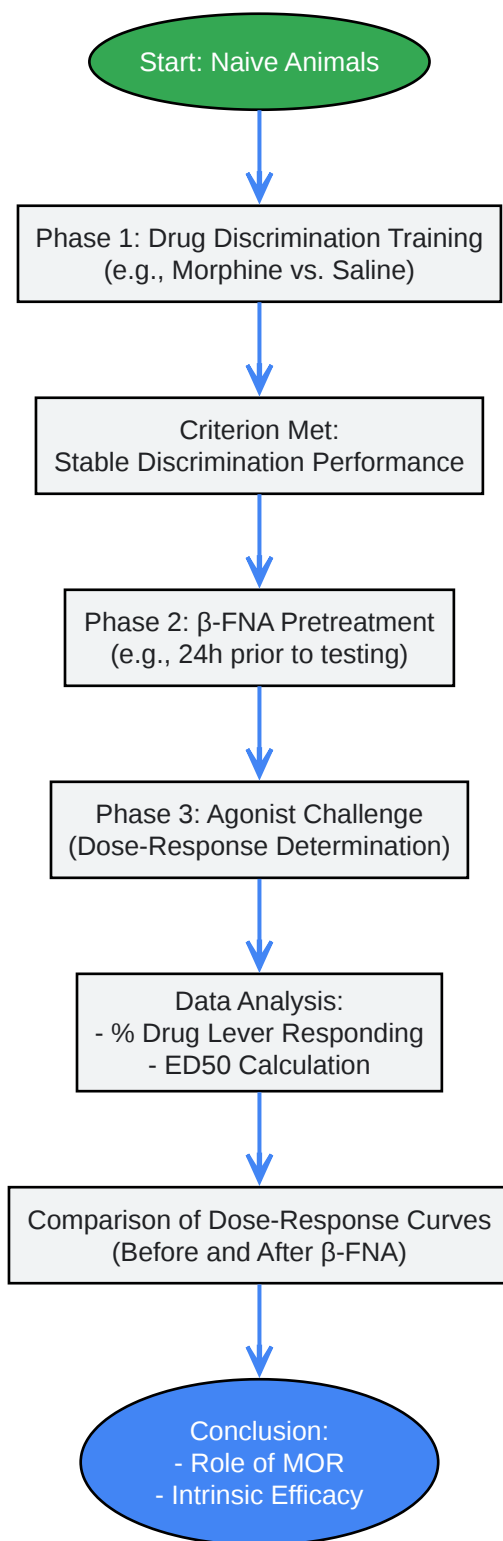 Start: Naive Animals
Phase 1: Drug Discrimination Training
(e.g., Morphine vs. Saline)
Criterion Met:
Stable Discrimination Performance
Phase 2: β-FNA Pretreatment
(e.g., 24h prior to testing)
Phase 3: Agonist Challenge
(Dose-Response Determination)
Data Analysis:
- % Drug Lever Responding
- ED50 Calculation
Comparison of Dose-Response Curves
(Before and After β-FNA)
Conclusion:
- Role of MOR
- Intrinsic Efficacy